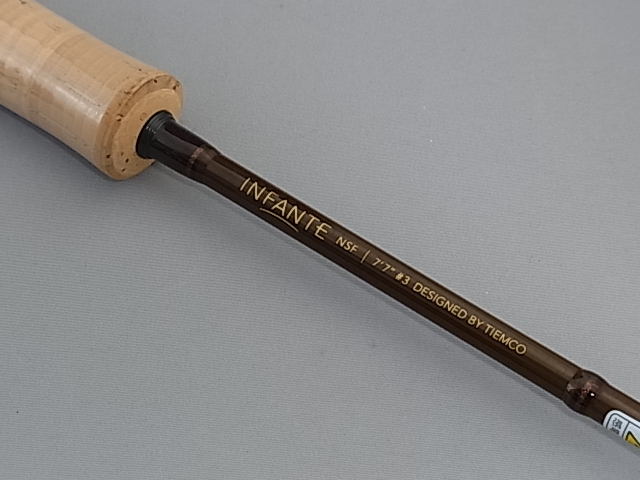 INFANTE NSF | 7'7" #3 DESIGNED BY TIEMCO